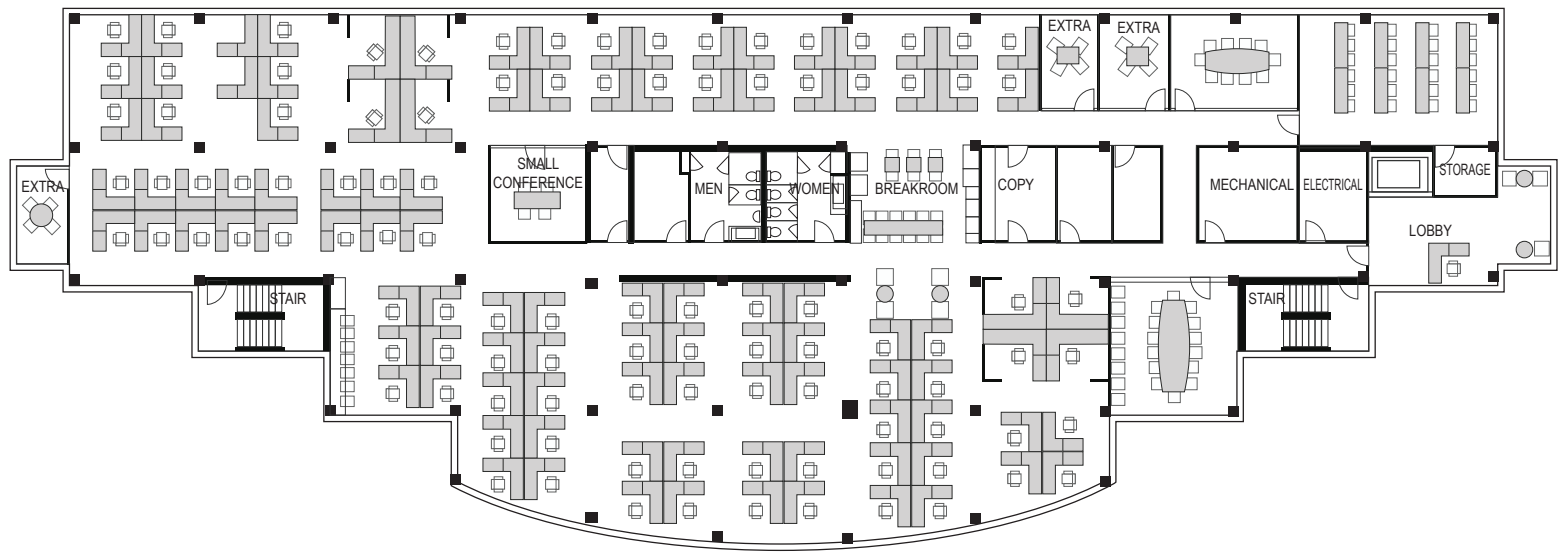 EXTRA
EXTRA
SMALL
CONFERENCE
MEN
WOMEN
BREAKROOM
COPY
MECHANICAL
ELECTRICAL
STORAGE
EXTRA
LOBBY
STAIR
STAIR